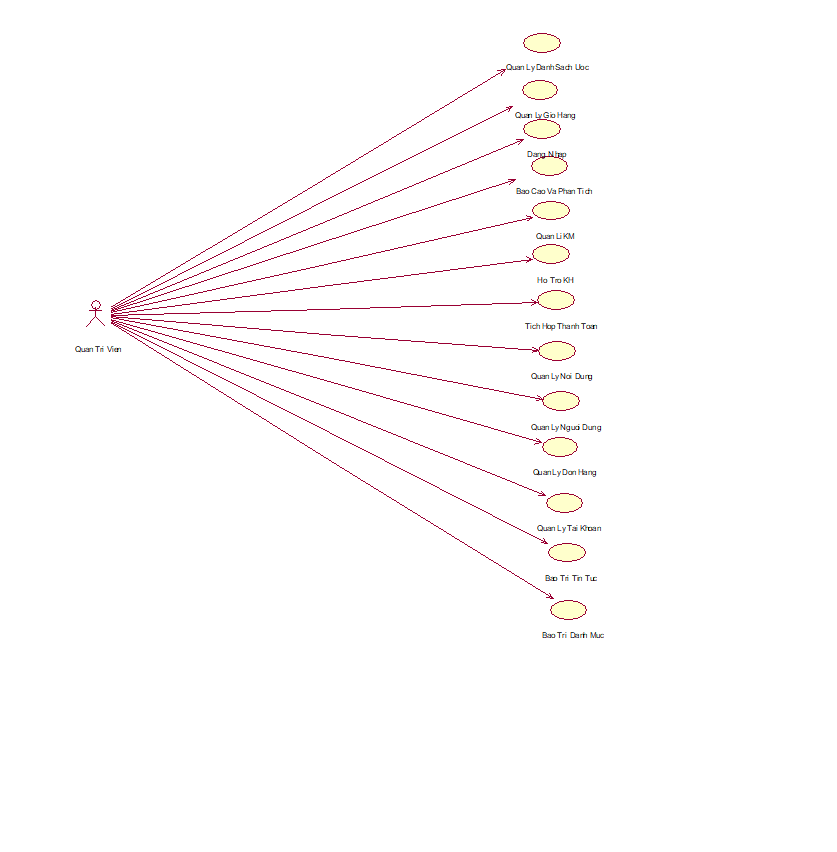 Quan Ly Danh Sach Uoc
Quan Ly Gio Hang
Dang Nhap
Bao Cao Va Phan Tich
Quan Li KM
Ho Tro KH
Tich Hop Thanh Toan
Quan Tri Vien
Quan Ly Noi Dung
Quan Ly Nguoi Dung
Quan Ly Don Hang
Quan Ly Tai Khoan
Bao Tri Tin Tuc
Bao Tri Danh Muc